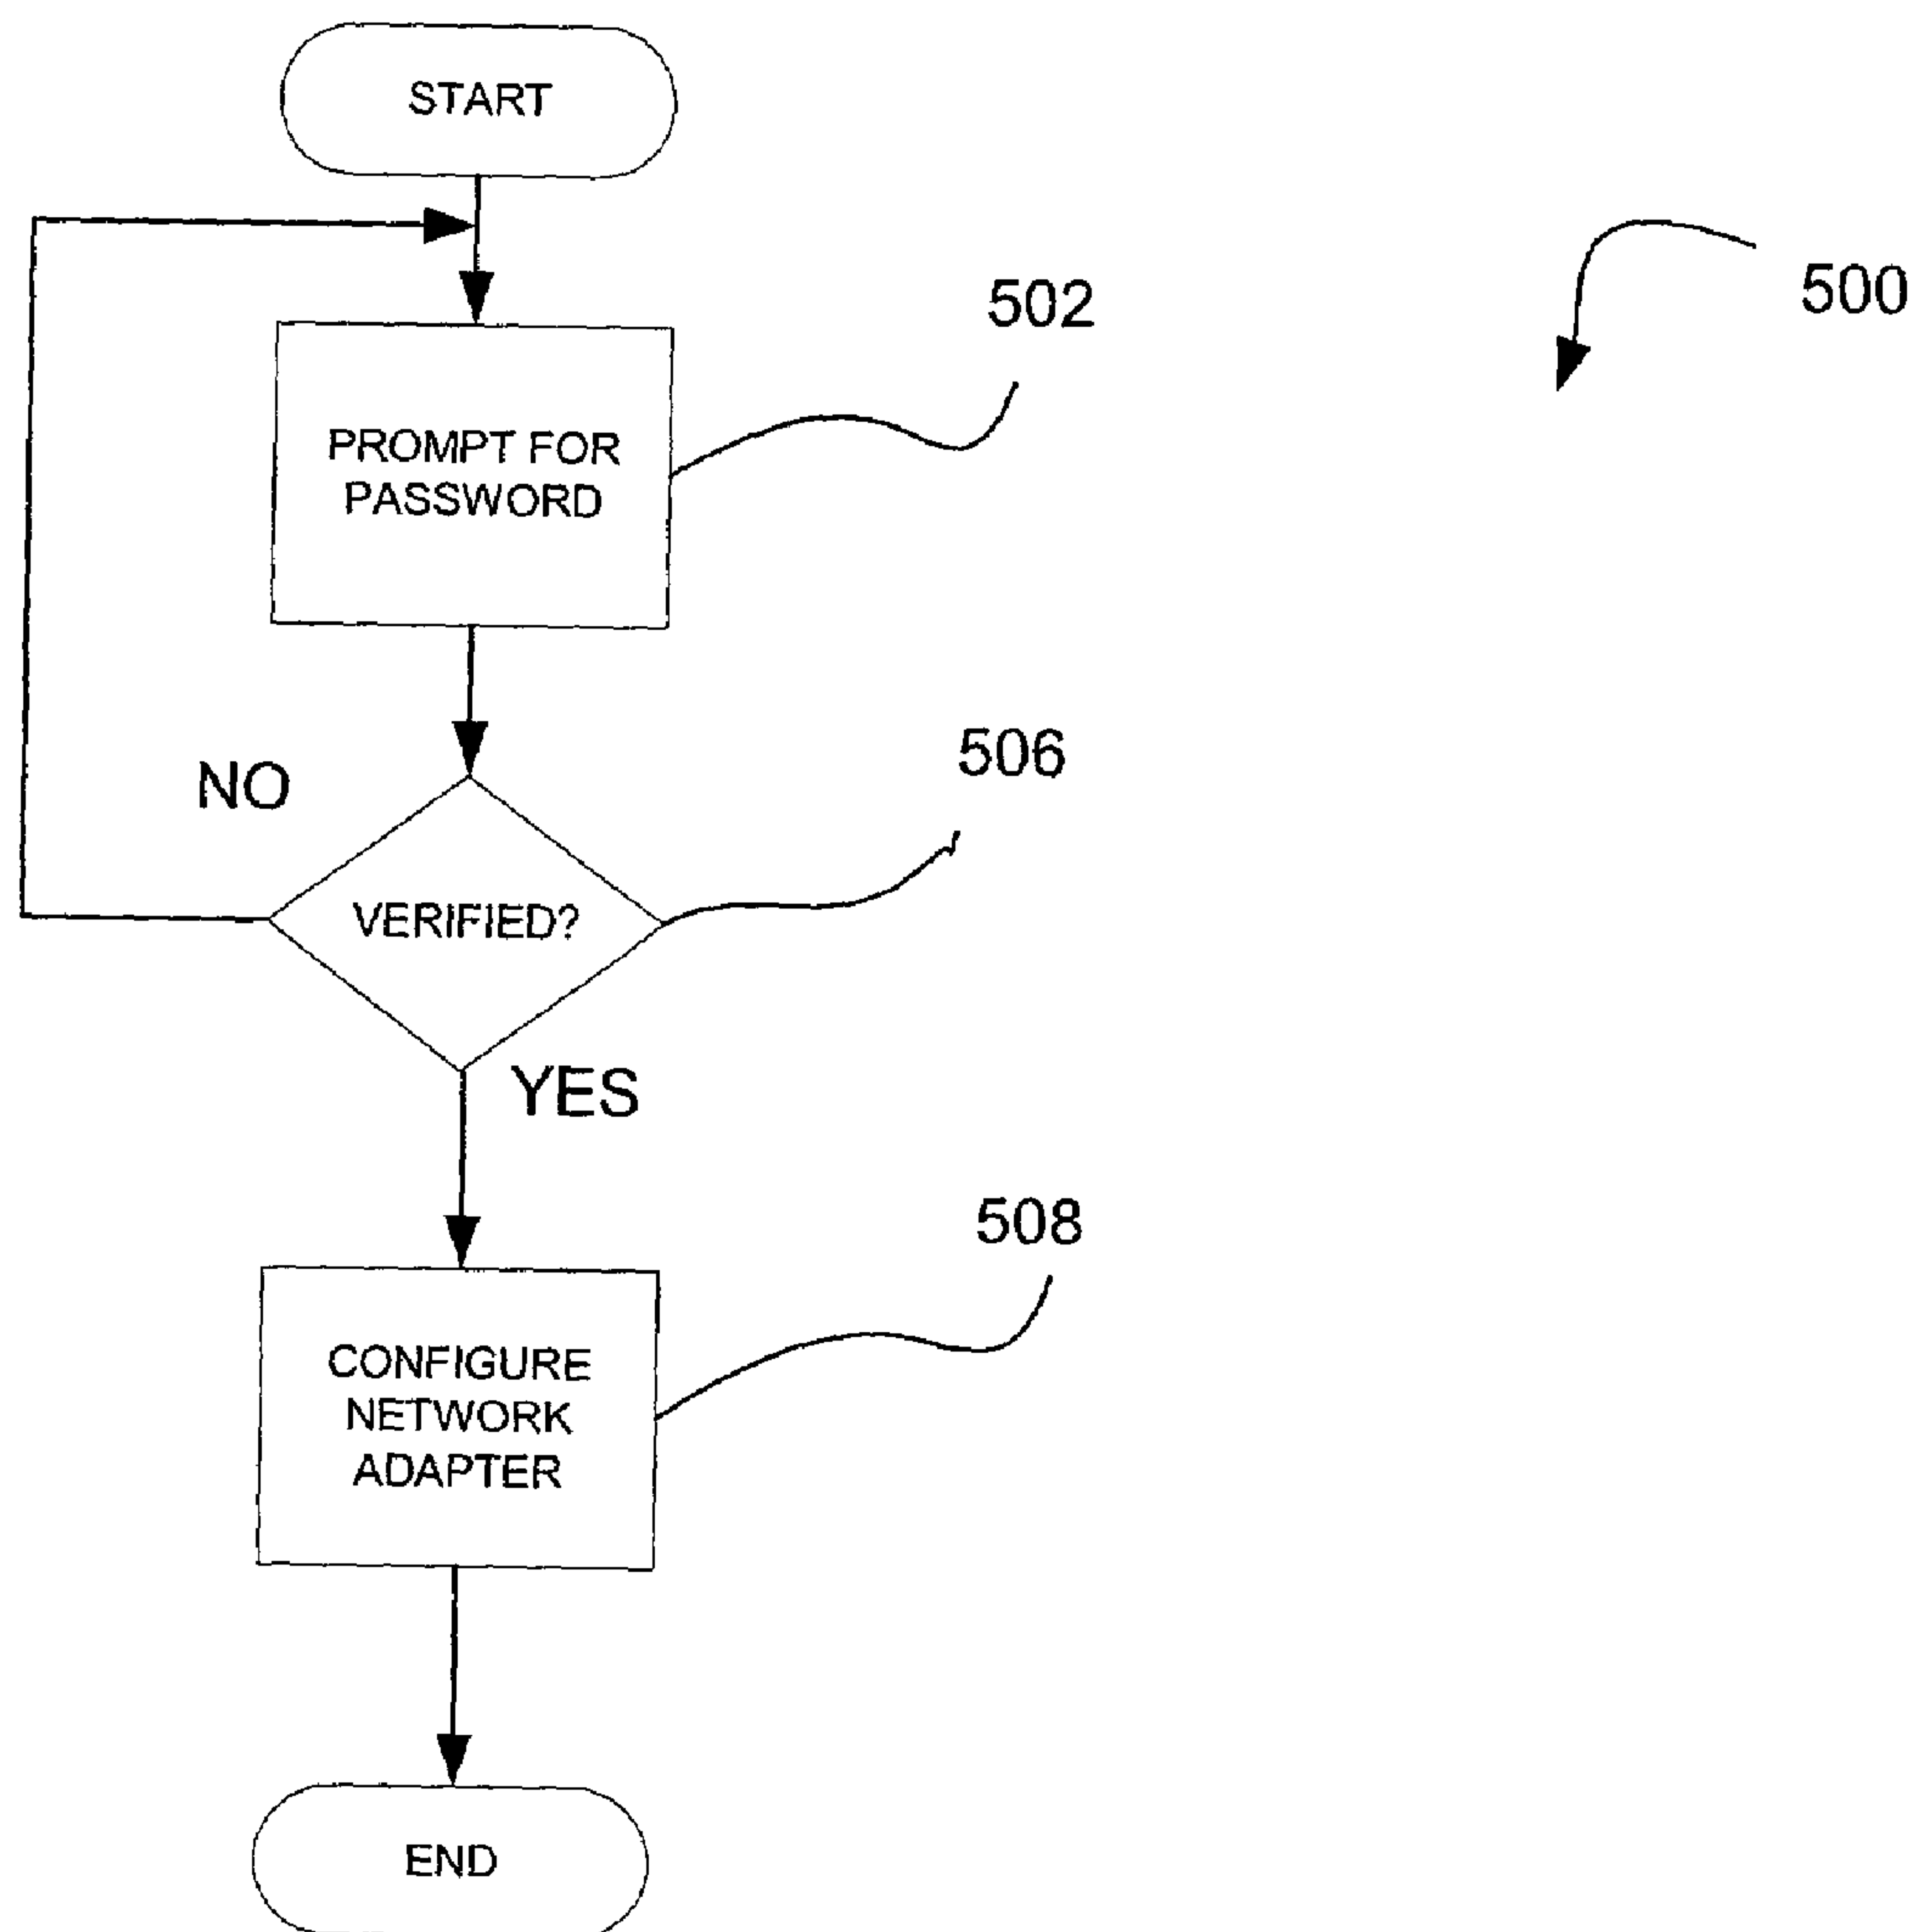 START
500
502
PROMPT FOR
PASSWORD
506
NO
VERIFIED?
YES
508
CONFIGURE
NETWORK
ADAPTER
END